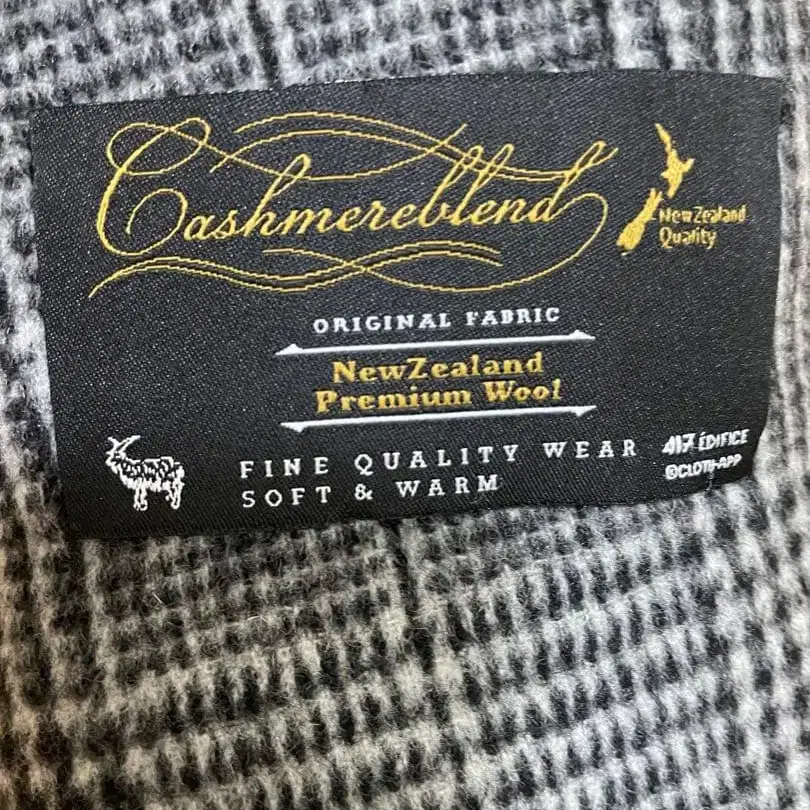 Cashmereblend
NewZealand
Quality
ORIGINAL FABRIC
NewZealand
Premium Wool
FINE QUALITY WEAR
SOFT & WARM
417 ÉDIFICE
©CLOTH-APP